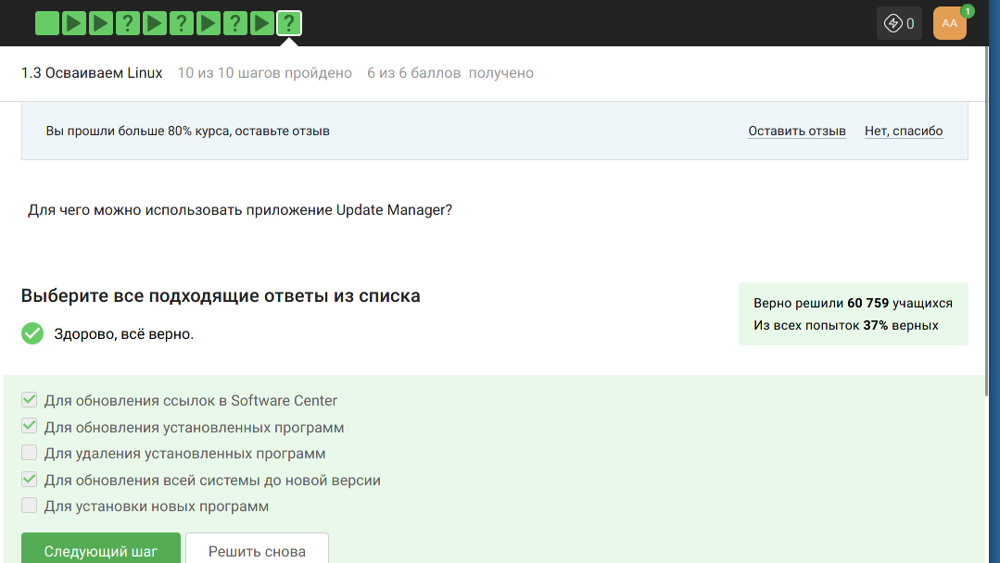 ? ? ? ?
0
AA
1
1.3 Осваиваем Linux 10 из 10 шагов пройдено 6 из 6 баллов получено
Вы прошли больше 80% курса, оставьте отзыв Оставить отзыв Нет, спасибо
Для чего можно использовать приложение Update Manager?
Выберите все подходящие ответы из списка
Здорово, всё верно.
Верно решили 60 759 учащихся
Из всех попыток 37% верных
Для обновления ссылок в Software Center
Для обновления установленных программ
Для удаления установленных программ
Для обновления всей системы до новой версии
Для установки новых программ
Следующий шаг Решить снова